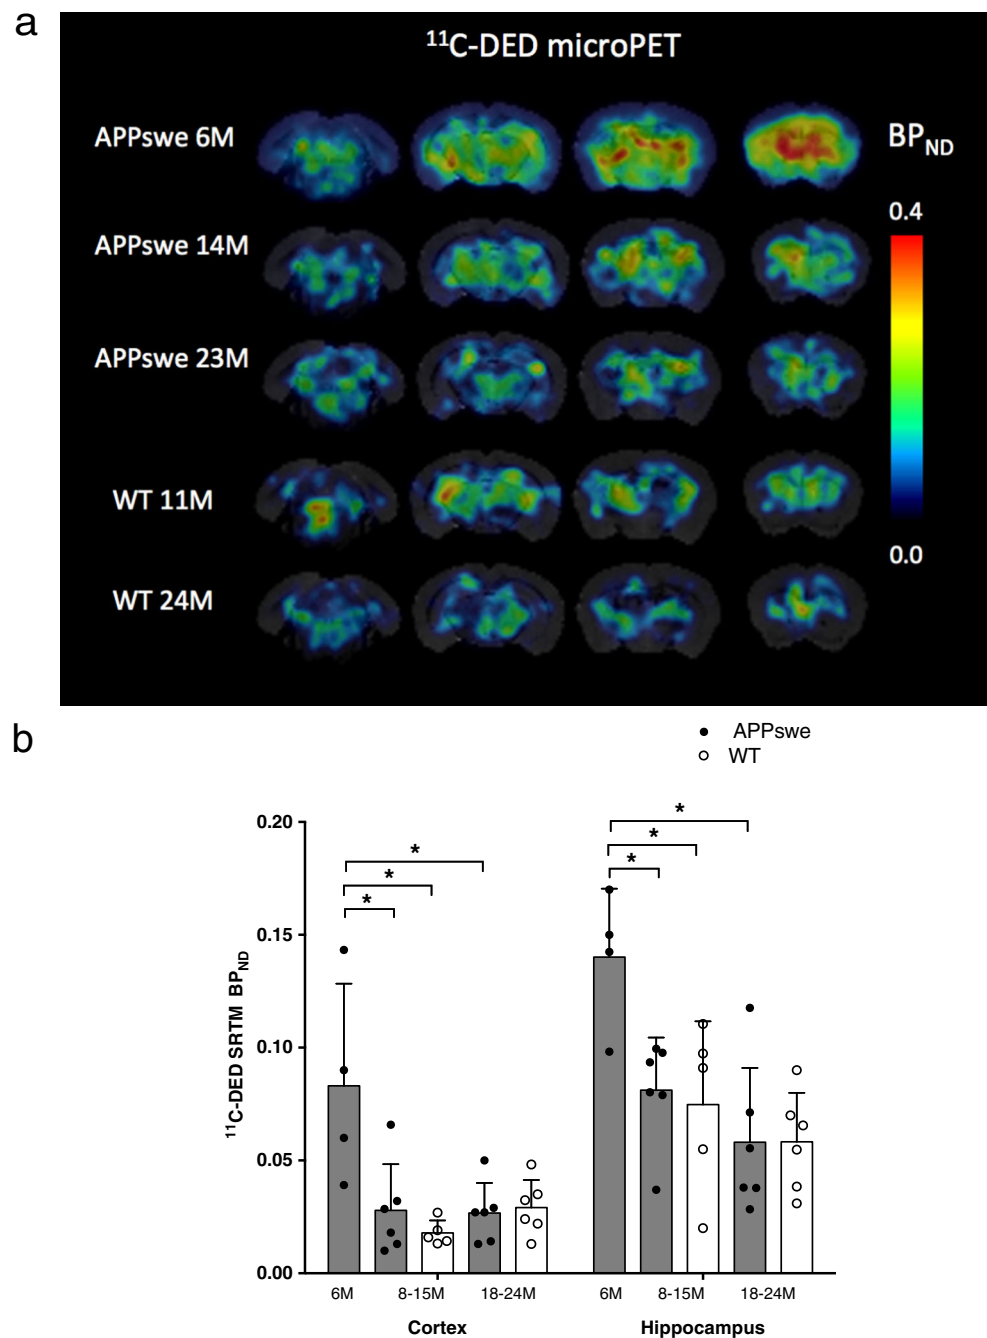 a
¹¹C-DED microPET
APPswe 6M
BP_ND
0.4
APPswe 14M
APPswe 23M
WT 11M
0.0
WT 24M
b
APPswe
WT
0.20
0.15
0.10
0.05
0.00
¹¹C-DED SRTM BP_ND
* * *
* * *
6M 8-15M 18-24M 6M 8-15M 18-24M
Cortex Hippocampus